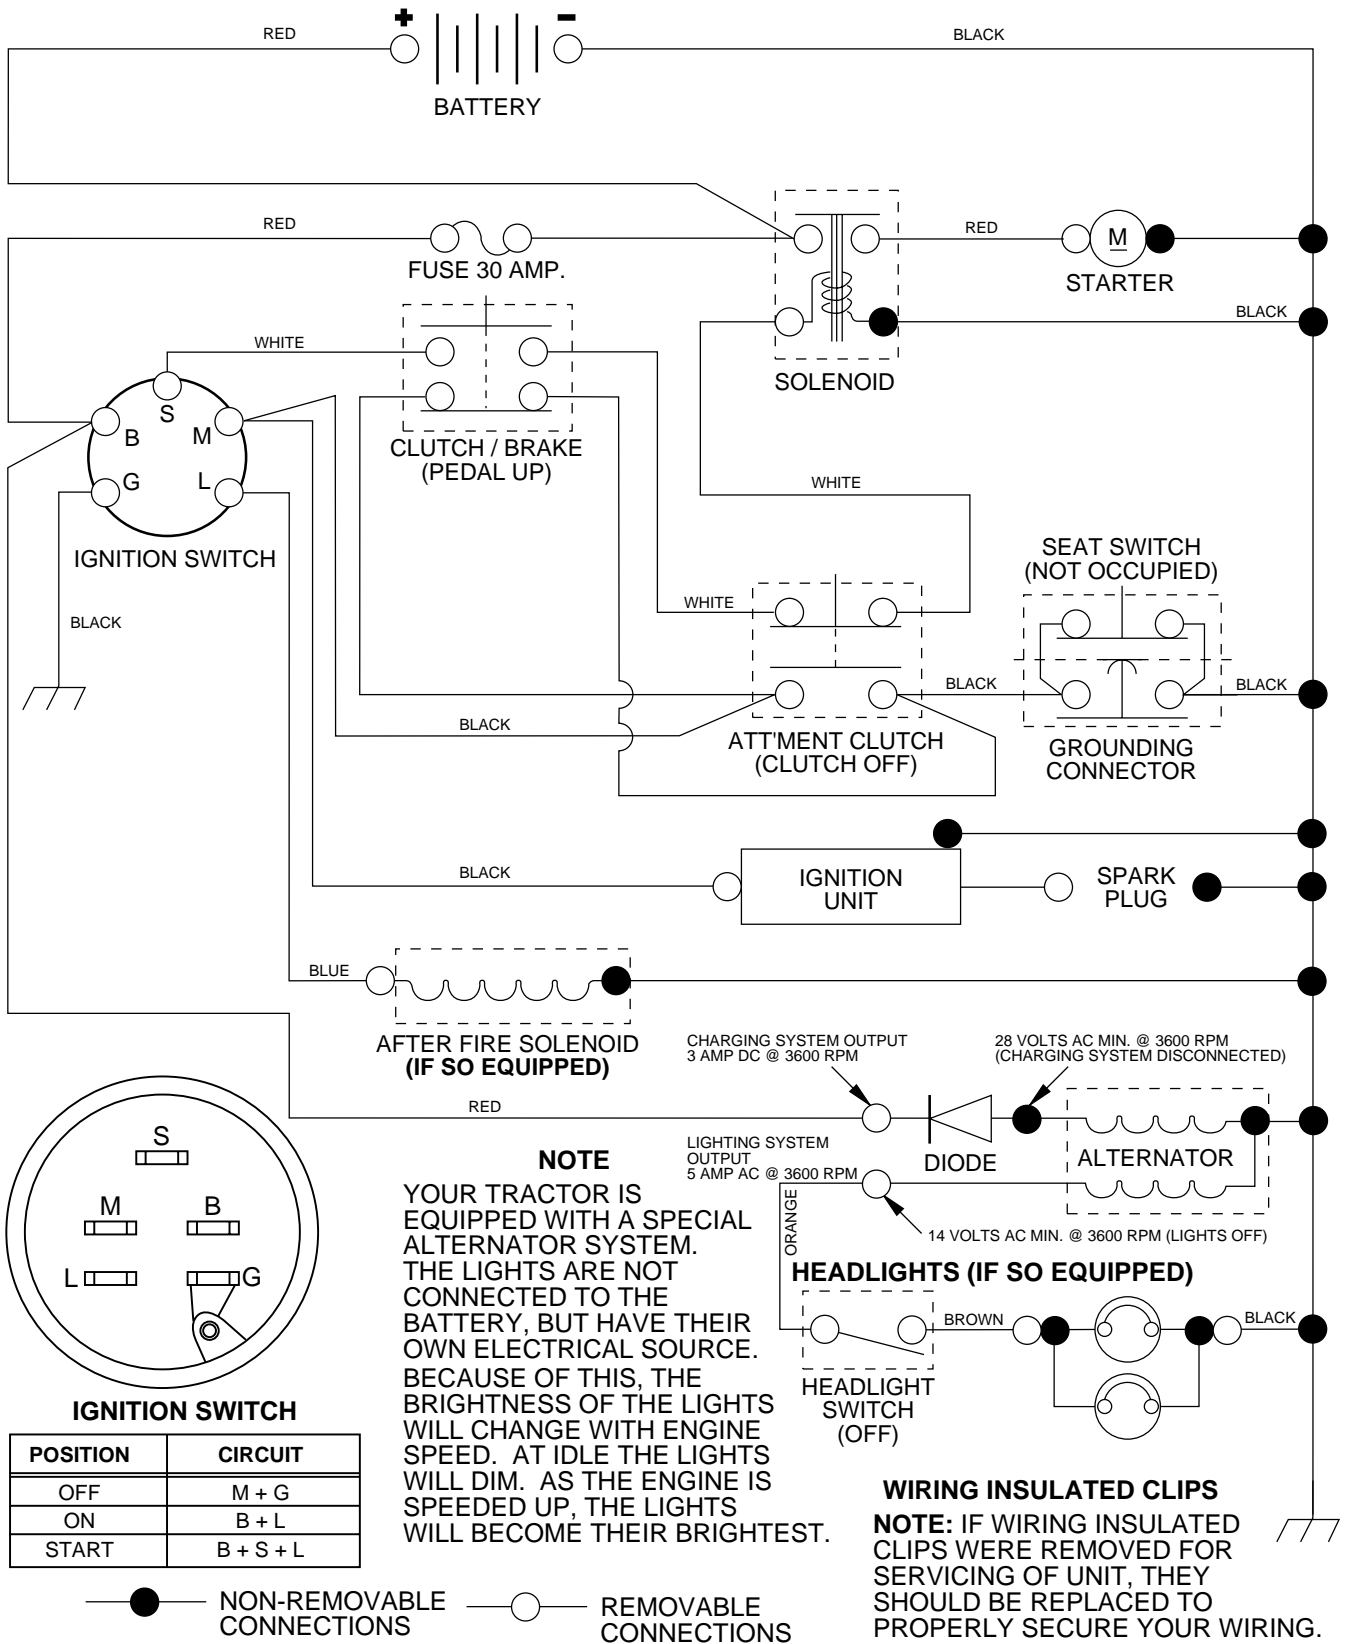 + -
RED
BLACK
BATTERY
RED
FUSE 30 AMP.
RED
M
STARTER
BLACK
SOLENOID
WHITE
S
B
M
G
L
IGNITION SWITCH
CLUTCH / BRAKE
(PEDAL UP)
WHITE
BLACK
WHITE
SEAT SWITCH
(NOT OCCUPIED)
BLACK
BLACK
BLACK
ATT'MENT CLUTCH
(CLUTCH OFF)
GROUNDING
CONNECTOR
BLACK
IGNITION
UNIT
SPARK
PLUG
BLUE
AFTER FIRE SOLENOID
(IF SO EQUIPPED)
CHARGING SYSTEM OUTPUT
3 AMP DC @ 3600 RPM
28 VOLTS AC MIN. @ 3600 RPM
(CHARGING SYSTEM DISCONNECTED)
RED
DIODE
ALTERNATOR
LIGHTING SYSTEM
OUTPUT
5 AMP AC @ 3600 RPM
ORANGE
14 VOLTS AC MIN. @ 3600 RPM (LIGHTS OFF)
HEADLIGHTS (IF SO EQUIPPED)
BROWN
BLACK
HEADLIGHT
SWITCH
(OFF)
S
M
B
L
G
IGNITION SWITCH
POSITION CIRCUIT
OFF M + G
ON B + L
START B + S + L
NOTE
YOUR TRACTOR IS
EQUIPPED WITH A SPECIAL
ALTERNATOR SYSTEM.
THE LIGHTS ARE NOT
CONNECTED TO THE
BATTERY, BUT HAVE THEIR
OWN ELECTRICAL SOURCE.
BECAUSE OF THIS, THE
BRIGHTNESS OF THE LIGHTS
WILL CHANGE WITH ENGINE
SPEED. AT IDLE THE LIGHTS
WILL DIM. AS THE ENGINE IS
SPEEDED UP, THE LIGHTS
WILL BECOME THEIR BRIGHTEST.
WIRING INSULATED CLIPS
NOTE: IF WIRING INSULATED
CLIPS WERE REMOVED FOR
SERVICING OF UNIT, THEY
SHOULD BE REPLACED TO
PROPERLY SECURE YOUR WIRING.
NON-REMOVABLE
CONNECTIONS
REMOVABLE
CONNECTIONS